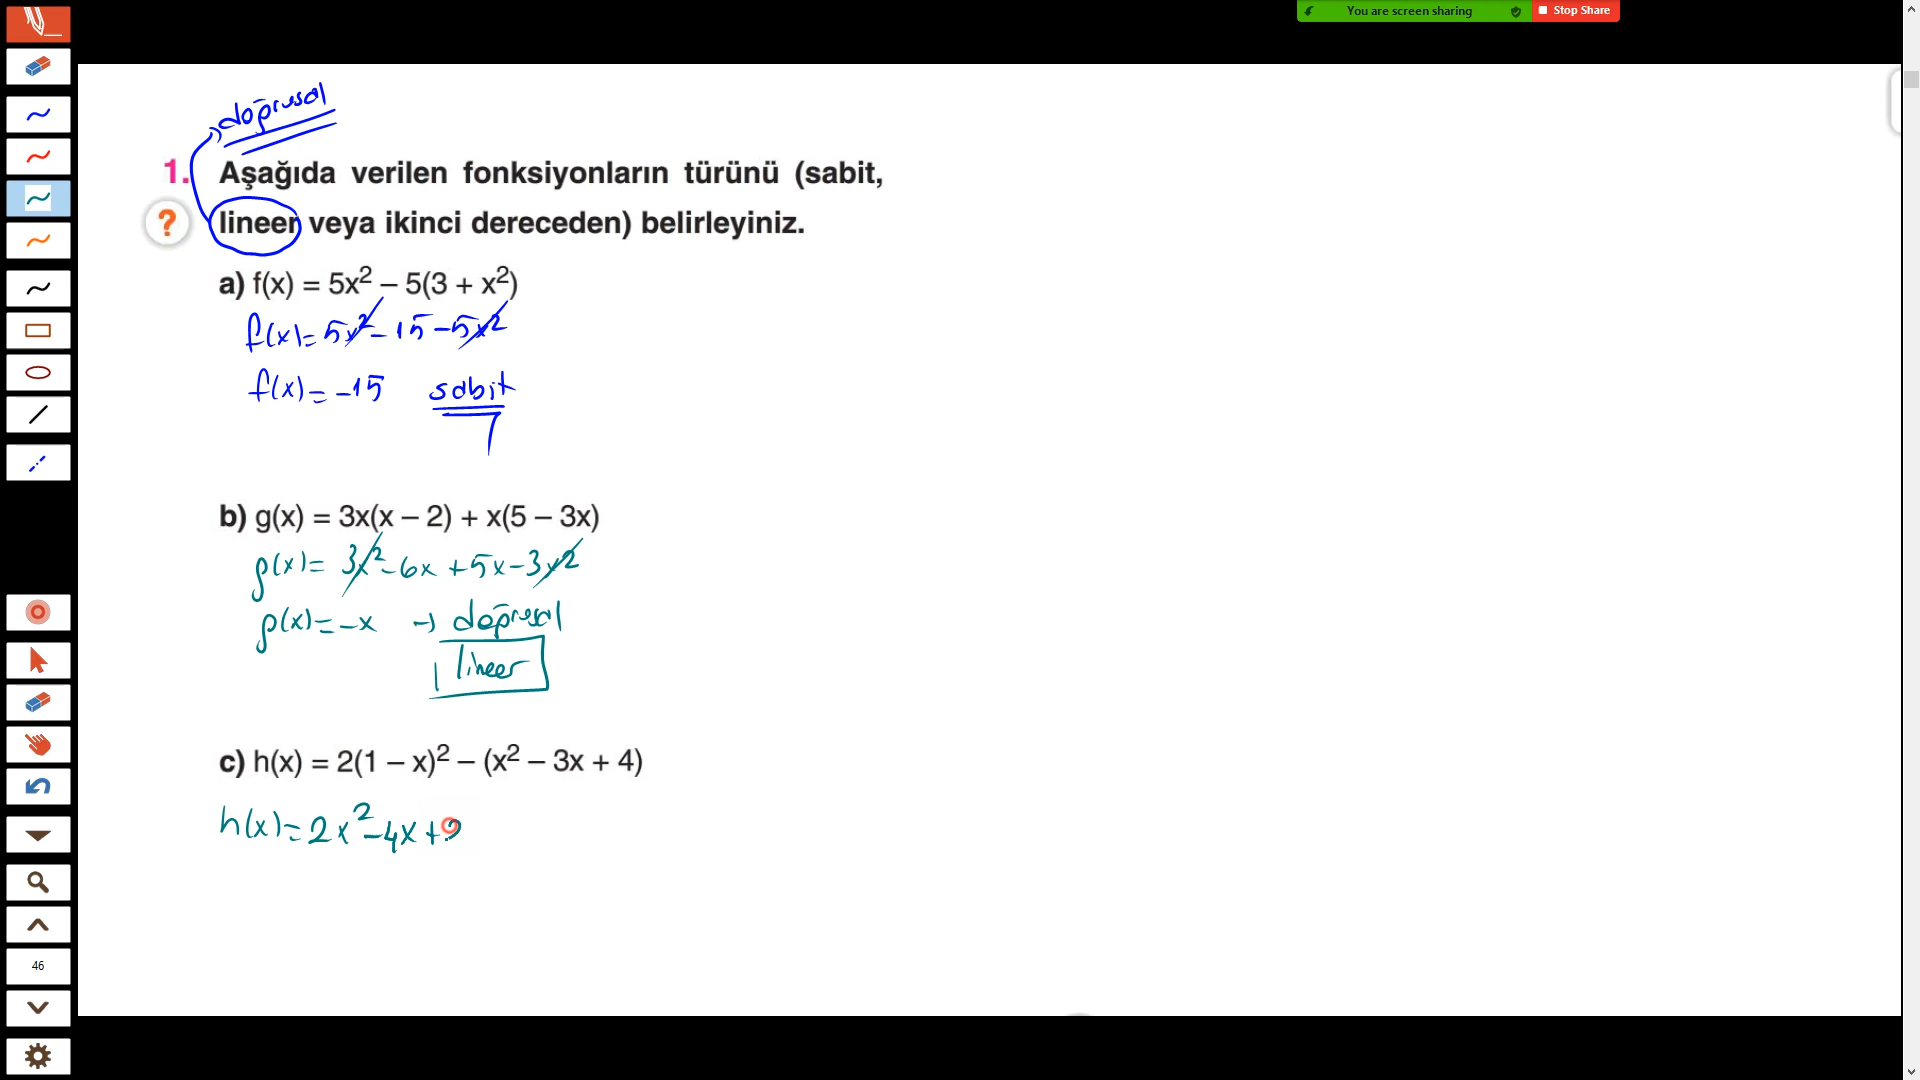 You are screen sharing
Stop Share
doğrusal
1. Aşağıda verilen fonksiyonların türünü (sabit,
? lineer veya ikinci dereceden) belirleyiniz.
a) f(x) = 5x² – 5(3 + x²)
f(x) = 5x² – 15 – 5x²
f(x) = –15 sabit
b) g(x) = 3x(x – 2) + x(5 – 3x)
g(x) = 3x² – 6x + 5x – 3x²
g(x) = –x → doğrusal
lineer
c) h(x) = 2(1 – x)² – (x² – 3x + 4)
h(x) = 2x² – 4x + 2
46